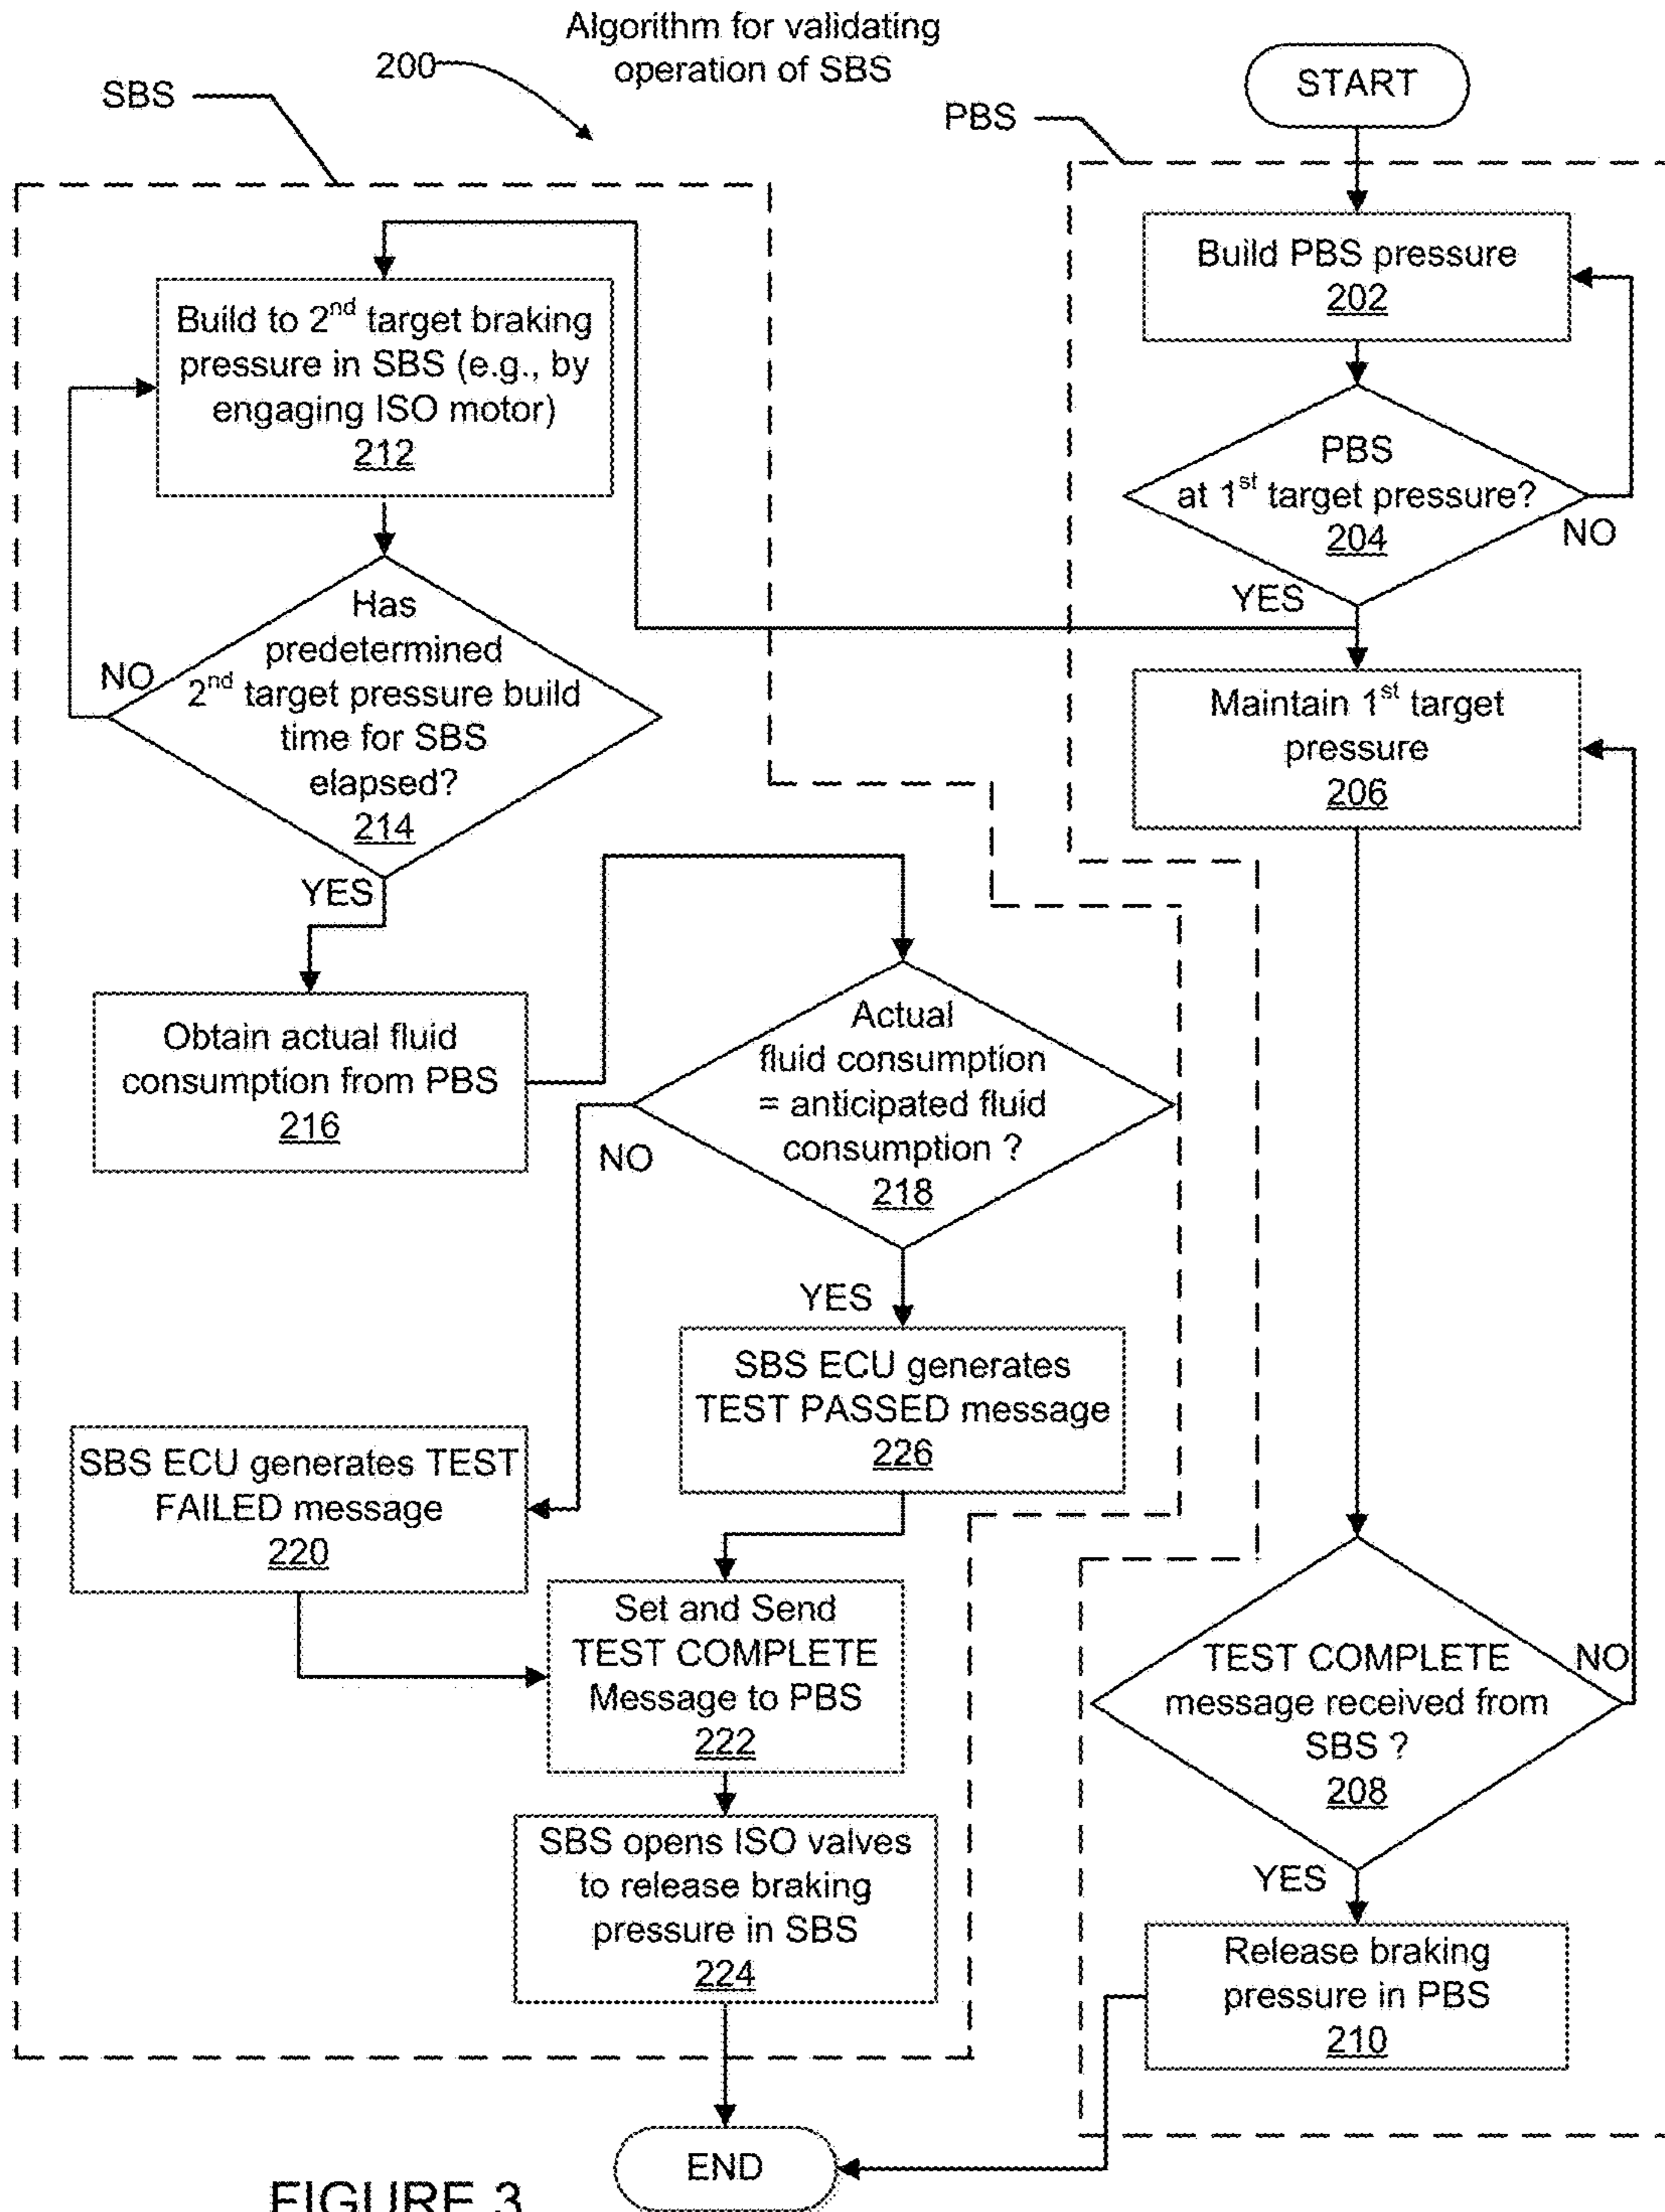 Algorithm for validating
operation of SBS
200
SBS
PBS
START
Build PBS pressure
202
PBS
at 1st target pressure?
204
NO
YES
Maintain 1st target
pressure
206
TEST COMPLETE
message received from
SBS ?
208
NO
YES
Release braking
pressure in PBS
210
Build to 2nd target braking
pressure in SBS (e.g., by
engaging ISO motor)
212
Has
predetermined
2nd target pressure build
time for SBS
elapsed?
214
NO
YES
Obtain actual fluid
consumption from PBS
216
Actual
fluid consumption
= anticipated fluid
consumption ?
218
NO
YES
SBS ECU generates
TEST PASSED message
226
SBS ECU generates TEST
FAILED message
220
Set and Send
TEST COMPLETE
Message to PBS
222
SBS opens ISO valves
to release braking
pressure in SBS
224
END
FIGURE 3